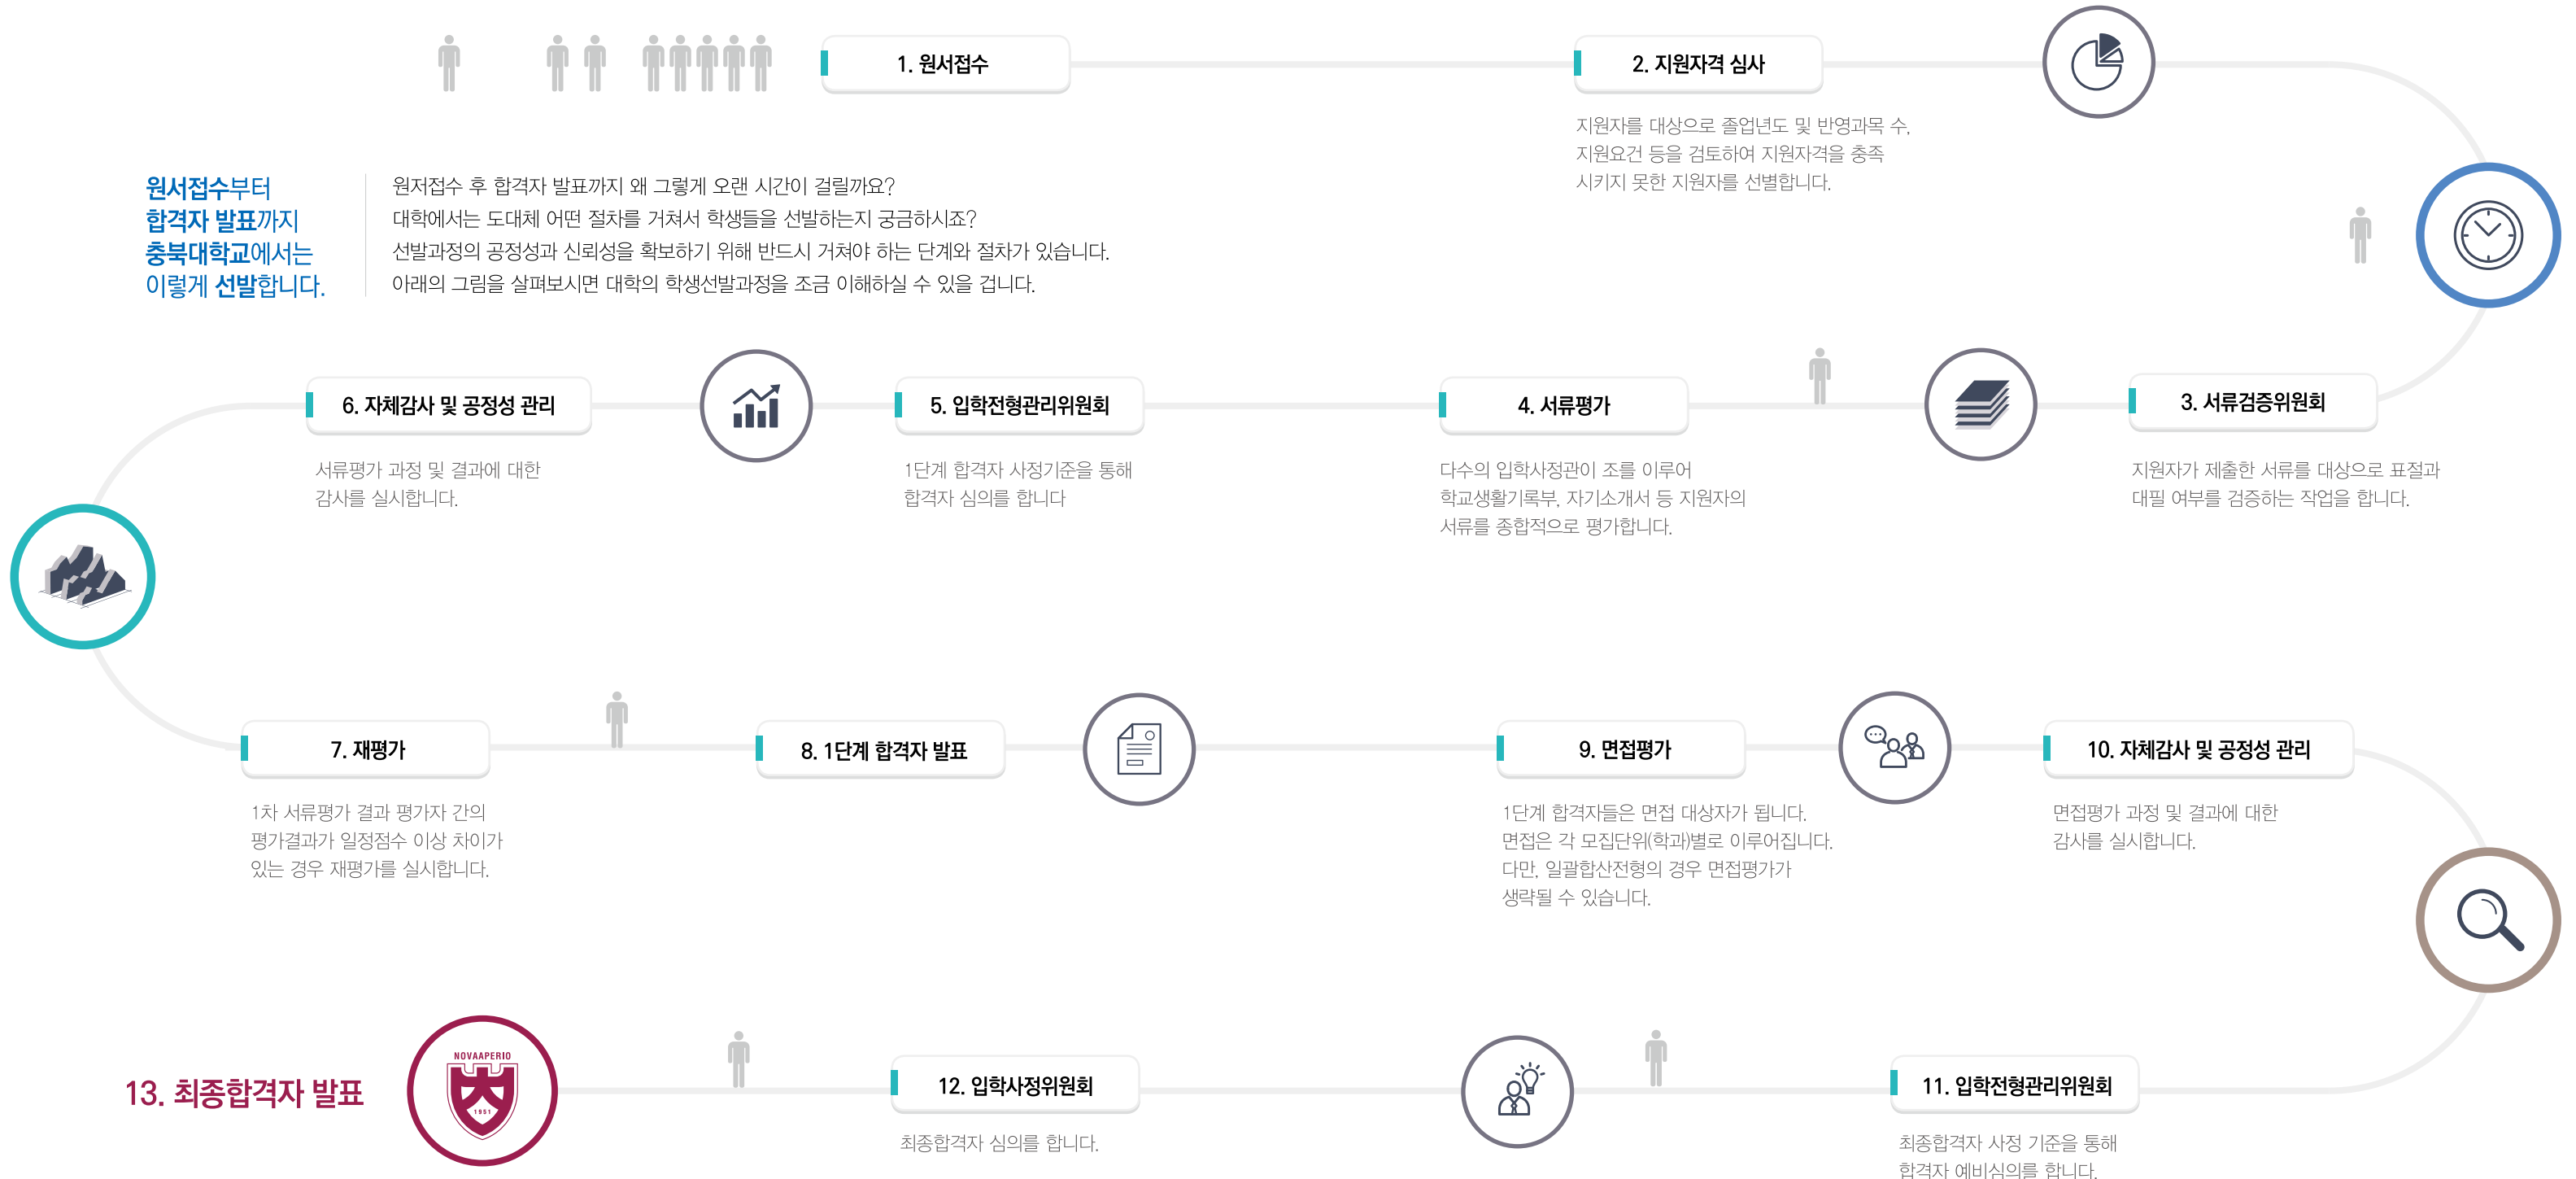 1. 원서접수
2. 지원자격 심사
지원자를 대상으로 졸업년도 및 반영과목 수,
지원요건 등을 검토하여 지원자격을 충족
시키지 못한 지원자를 선별합니다.
원서접수부터
합격자 발표까지
충북대학교에서는
이렇게 선발합니다.
원저접수 후 합격자 발표까지 왜 그렇게 오랜 시간이 걸릴까요?
대학에서는 도대체 어떤 절차를 거쳐서 학생들을 선발하는지 궁금하시죠?
선발과정의 공정성과 신뢰성을 확보하기 위해 반드시 거쳐야 하는 단계와 절차가 있습니다.
아래의 그림을 살펴보시면 대학의 학생선발과정을 조금 이해하실 수 있을 겁니다.
3. 서류검증위원회
지원자가 제출한 서류를 대상으로 표절과
대필 여부를 검증하는 작업을 합니다.
4. 서류평가
다수의 입학사정관이 조를 이루어
학교생활기록부, 자기소개서 등 지원자의
서류를 종합적으로 평가합니다.
5. 입학전형관리위원회
1단계 합격자 사정기준을 통해
합격자 심의를 합니다
6. 자체감사 및 공정성 관리
서류평가 과정 및 결과에 대한
감사를 실시합니다.
7. 재평가
1차 서류평가 결과 평가자 간의
평가결과가 일정점수 이상 차이가
있는 경우 재평가를 실시합니다.
8. 1단계 합격자 발표
9. 면접평가
1단계 합격자들은 면접 대상자가 됩니다.
면접은 각 모집단위(학과)별로 이루어집니다.
다만, 일괄합산전형의 경우 면접평가가
생략될 수 있습니다.
10. 자체감사 및 공정성 관리
면접평가 과정 및 결과에 대한
감사를 실시합니다.
11. 입학전형관리위원회
최종합격자 사정 기준을 통해
합격자 예비심의를 합니다.
12. 입학사정위원회
최종합격자 심의를 합니다.
NOVAAPERIO
1951
13. 최종합격자 발표